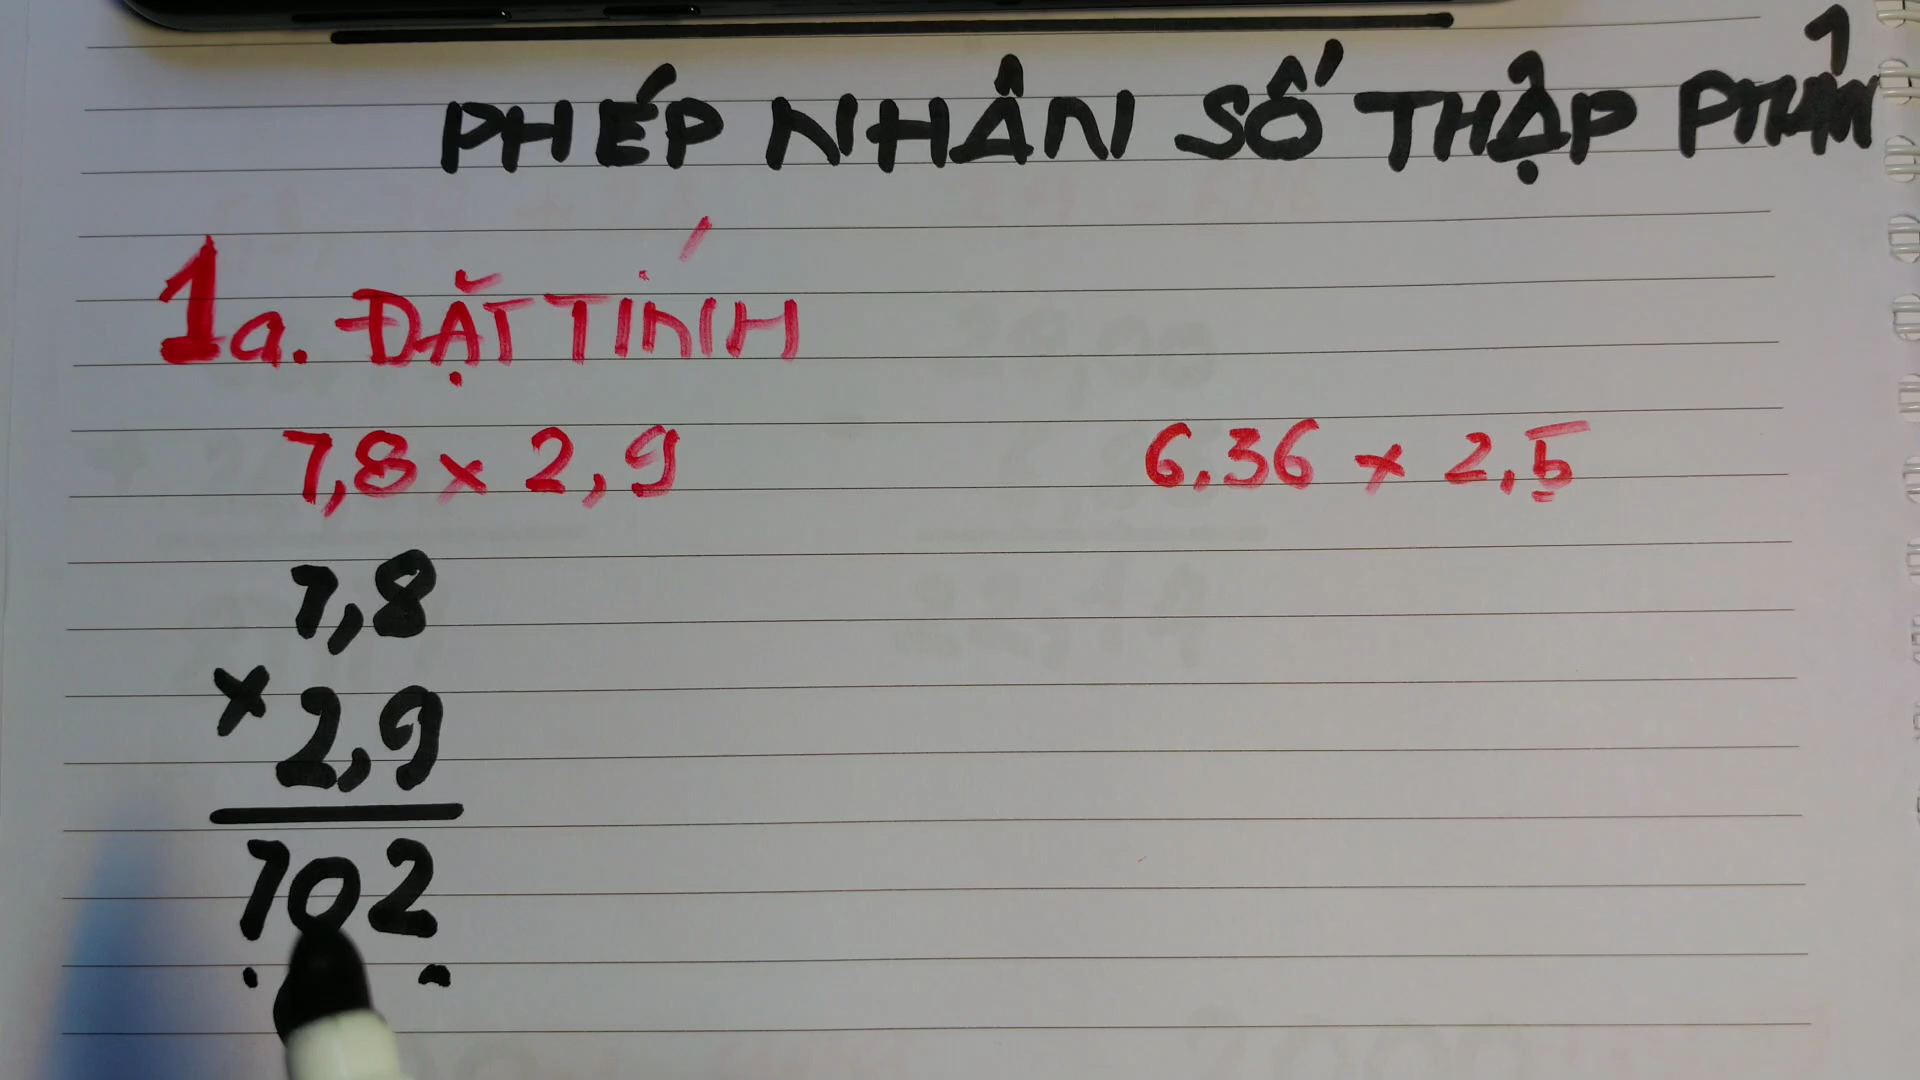 1
PHÉP NHÂN SỐ THẬP PHÂN
1a. ĐẶT TÍNH
7,8 x 2,9
6,36 x 2,5
7,8
x
2,9
702